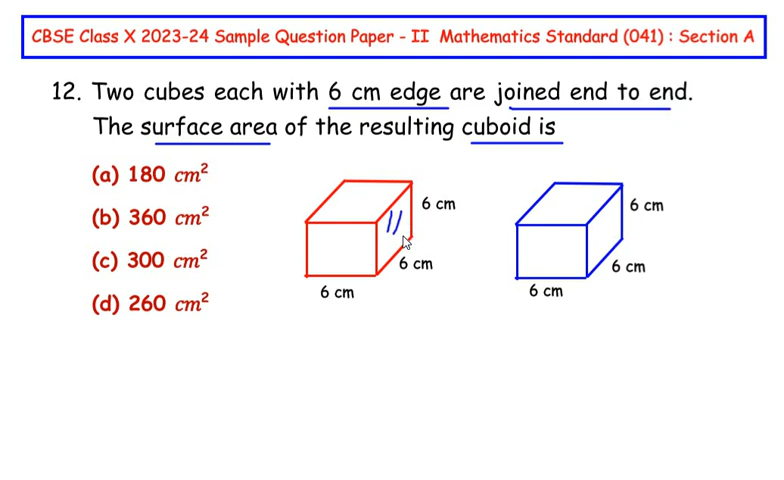 CBSE Class X 2023-24 Sample Question Paper - II Mathematics Standard (041) : Section A
12. Two cubes each with 6 cm edge are joined end to end.
The surface area of the resulting cuboid is
(a) 180 cm²
(b) 360 cm²
(c) 300 cm²
(d) 260 cm²
6 cm
6 cm
6 cm
6 cm
6 cm
6 cm